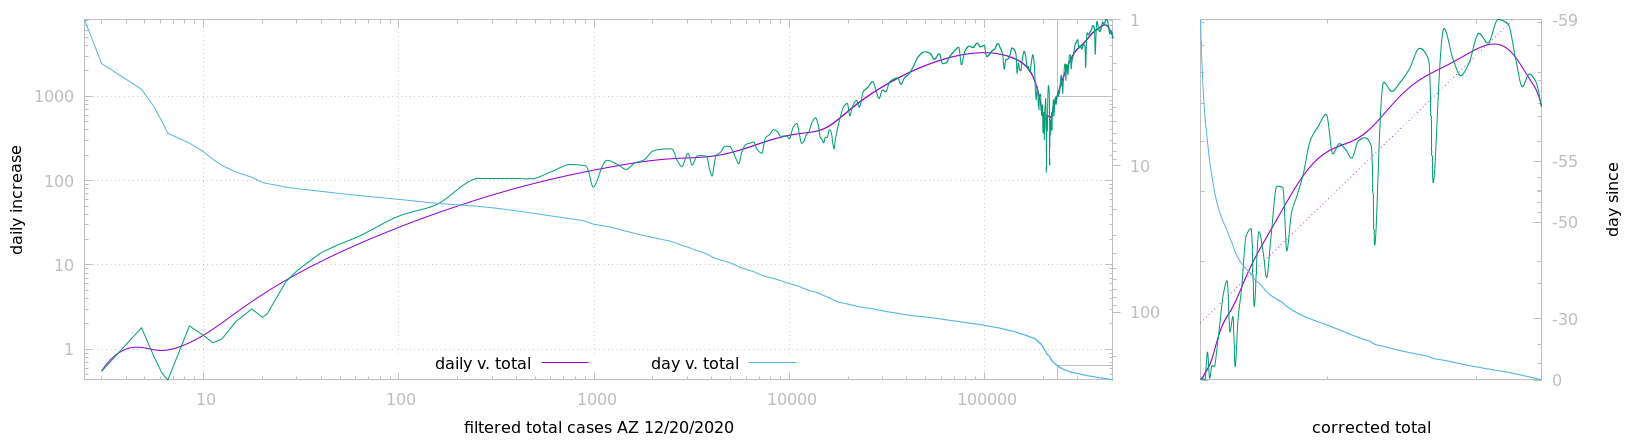 daily increase
1000
100
10
1
daily v. total
day v. total
10
100
1000
10000
100000
filtered total cases AZ 12/20/2020
1
10
100
-59
-55
-50
-30
0
day since
corrected total